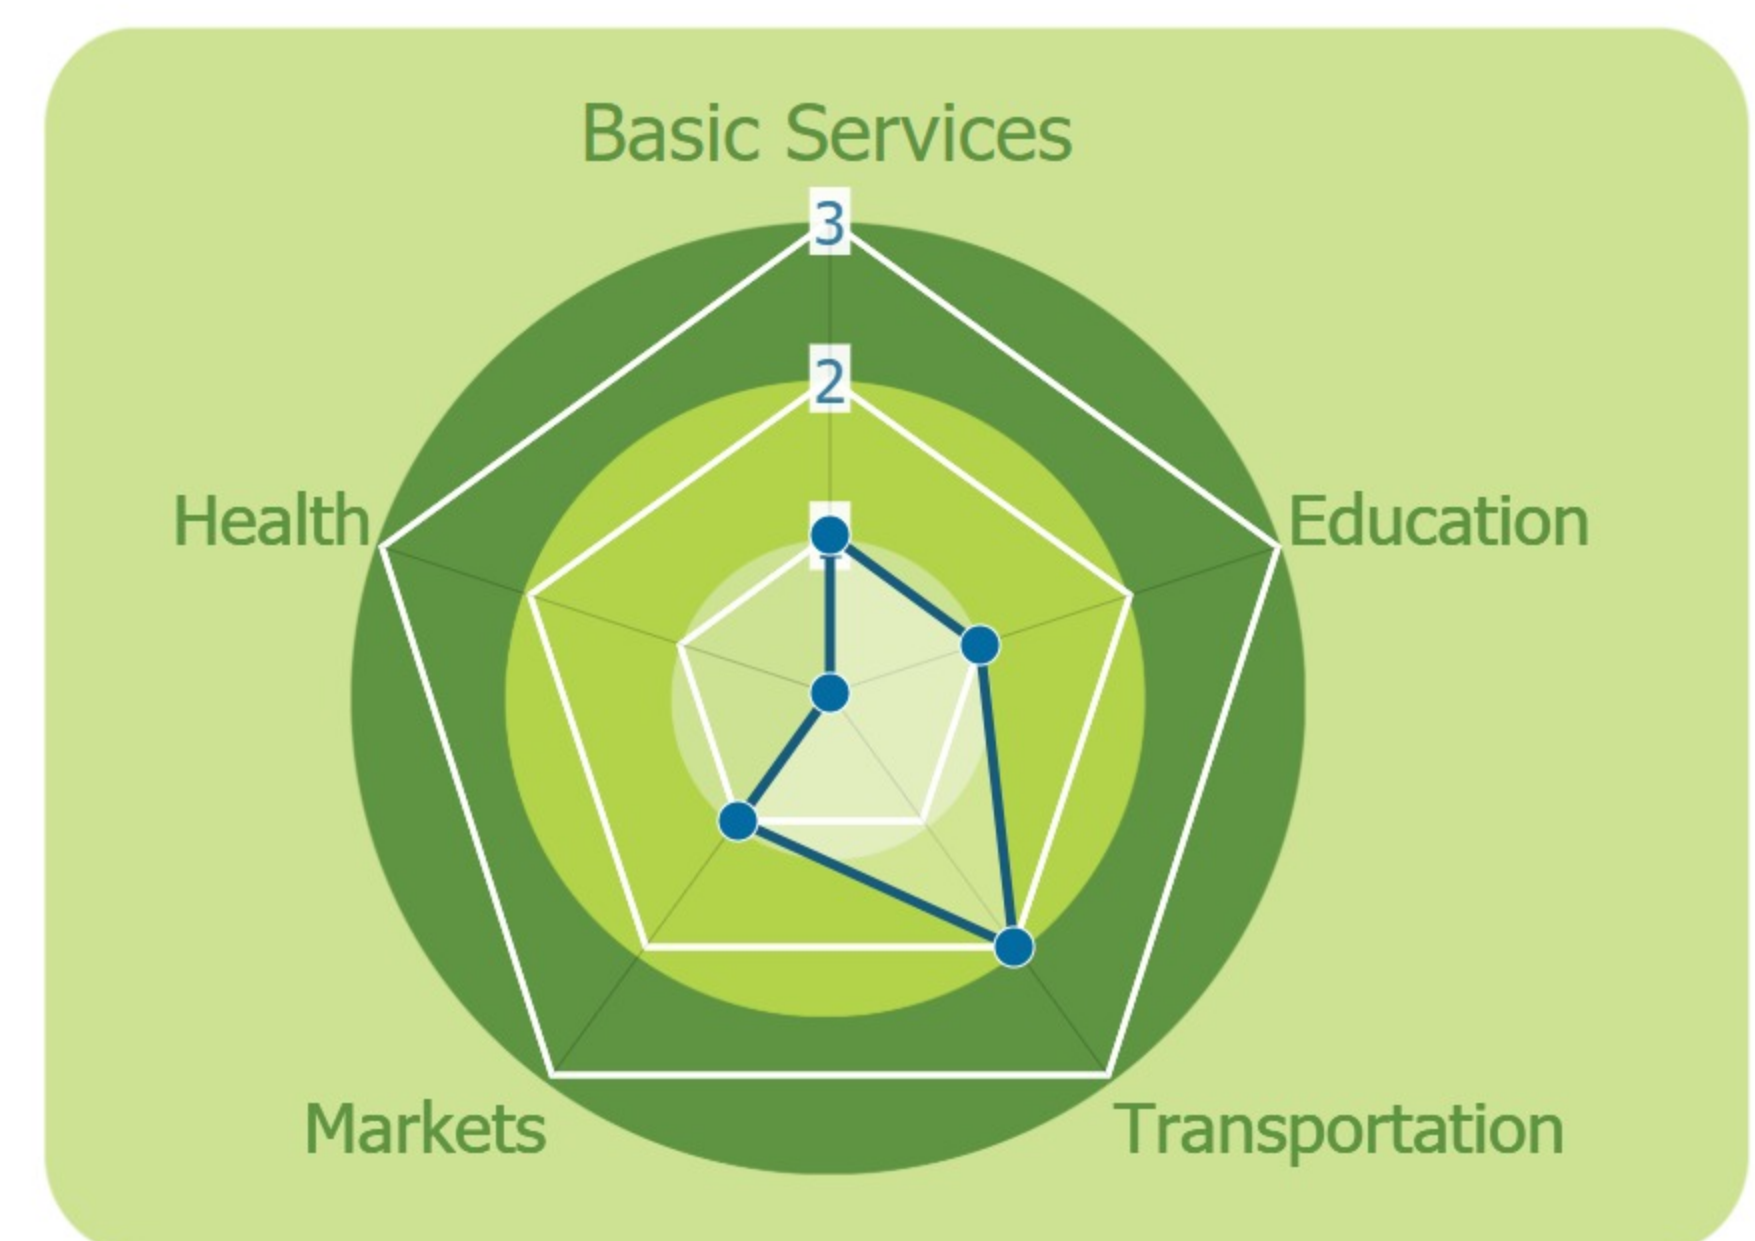 Basic Services
3
2
Health
Education
Markets
Transportation